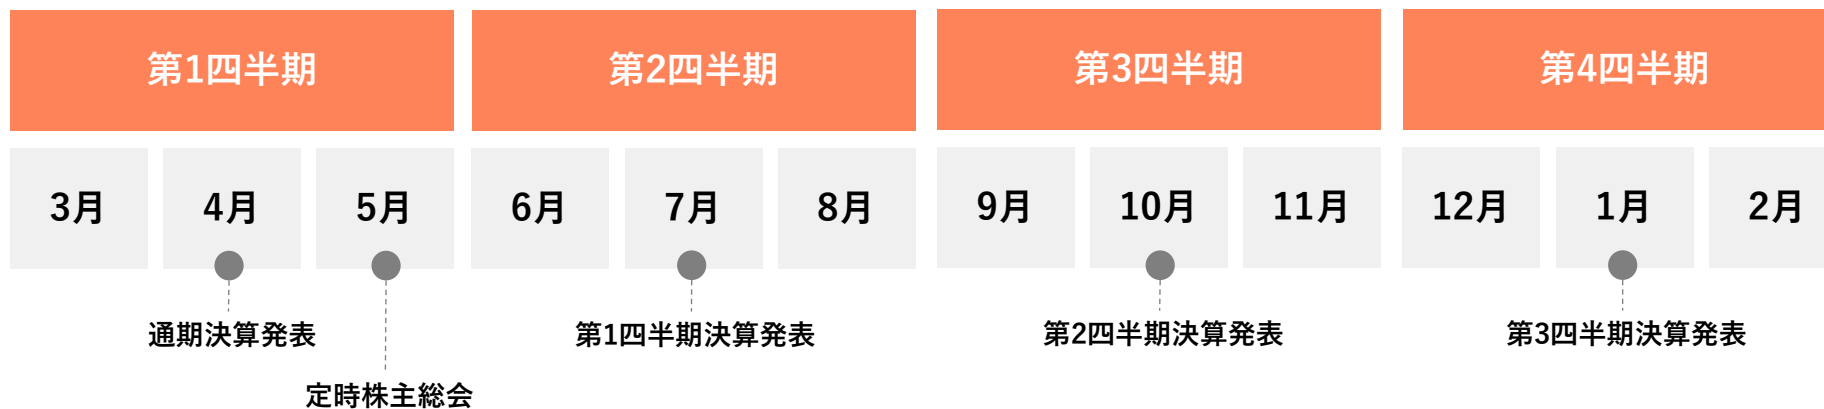 第1四半期
第2四半期
第3四半期
第4四半期
3月
4月
5月
6月
7月
8月
9月
10月
11月
12月
1月
2月
通期決算発表
第1四半期決算発表
第2四半期決算発表
第3四半期決算発表
定時株主総会